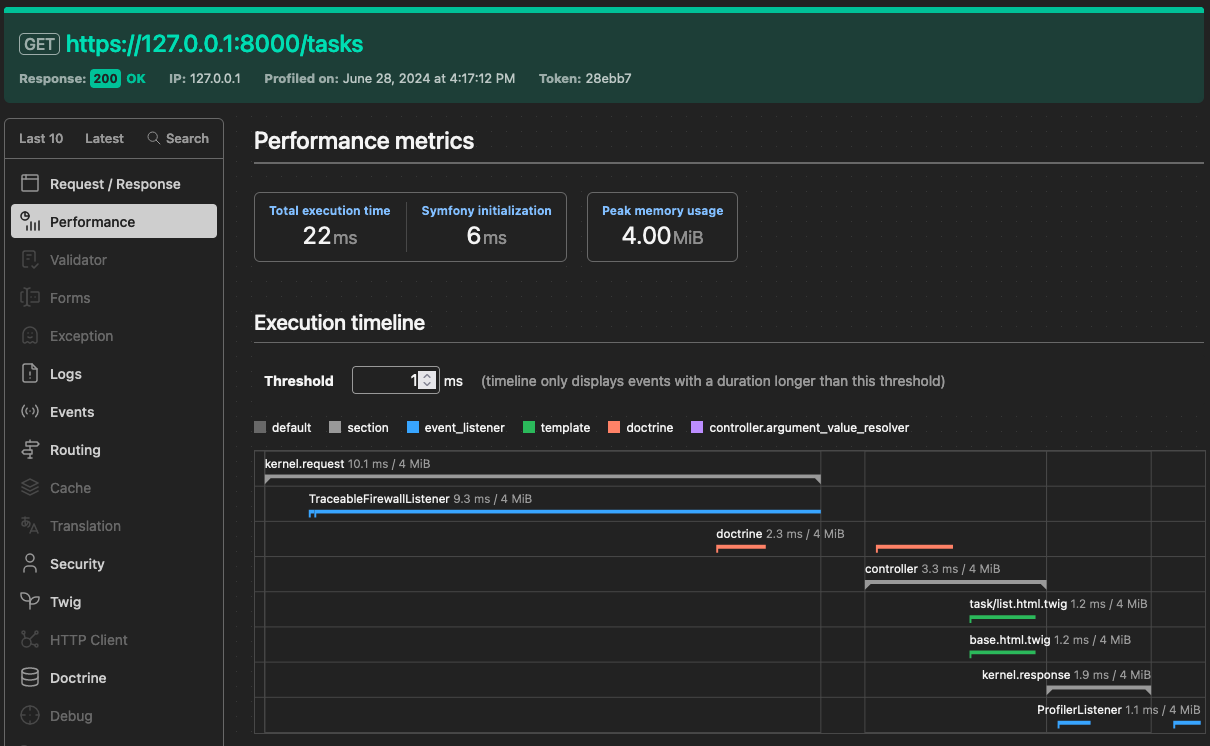 GET https://127.0.0.1:8000/tasks
Response: 200 OK IP: 127.0.0.1 Profiled on: June 28, 2024 at 4:17:12 PM Token: 28ebb7
Last 10 Latest Search
Request / Response
Performance
Validator
Forms
Exception
Logs
Events
Routing
Cache
Translation
Security
Twig
HTTP Client
Doctrine
Debug
Performance metrics
Total execution time
22 ms
Symfony initialization
6 ms
Peak memory usage
4.00 MiB
Execution timeline
Threshold 1 ms (timeline only displays events with a duration longer than this threshold)
default section event_listener template doctrine controller.argument_value_resolver
kernel.request 10.1 ms / 4 MiB
TraceableFirewallListener 9.3 ms / 4 MiB
doctrine 2.3 ms / 4 MiB
controller 3.3 ms / 4 MiB
task/list.html.twig 1.2 ms / 4 MiB
base.html.twig 1.2 ms / 4 MiB
kernel.response 1.9 ms / 4 MiB
ProfilerListener 1.1 ms / 4 MiB